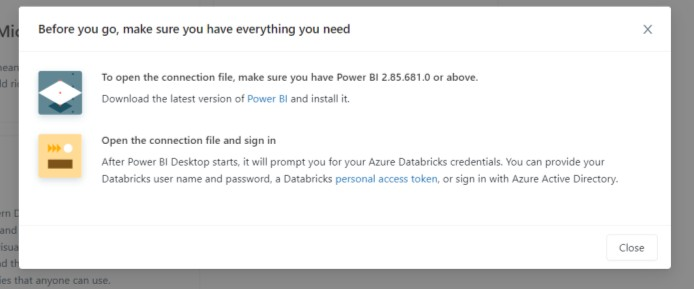 Before you go, make sure you have everything you need
To open the connection file, make sure you have Power BI 2.85.681.0 or above.
Download the latest version of Power BI and install it.
Open the connection file and sign in
After Power BI Desktop starts, it will prompt you for your Azure Databricks credentials. You can provide your
Databricks user name and password, a Databricks personal access token, or sign in with Azure Active Directory.
Close
that anyone can use.